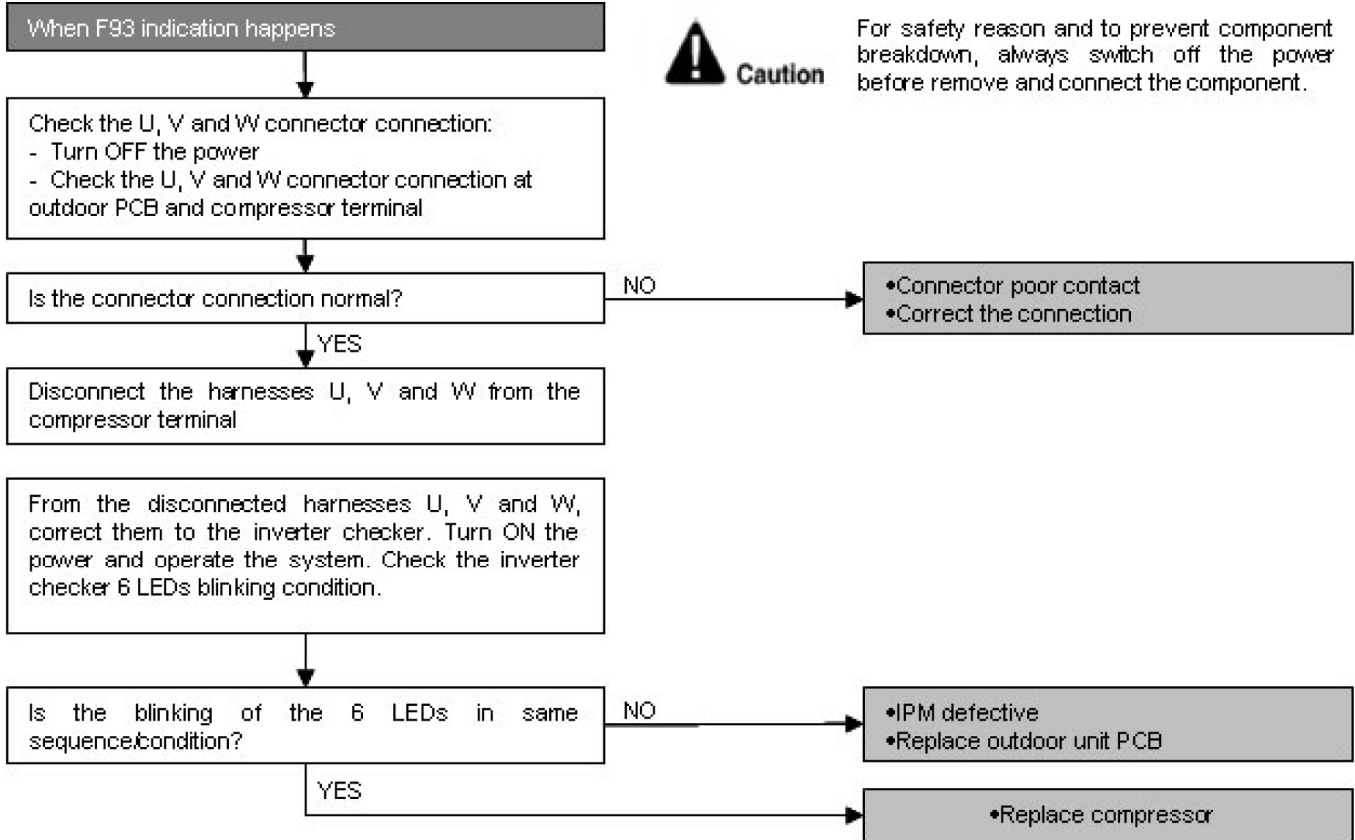 When F93 indication happens
Caution
For safety reason and to prevent component
breakdown, always switch off the power
before remove and connect the component.
Check the U, V and W connector connection:
- Turn OFF the power
- Check the U, V and W connector connection at
outdoor PCB and compressor terminal
Is the connector connection normal?
NO
•Connector poor contact
•Correct the connection
YES
Disconnect the harnesses U, V and W from the
compressor terminal
From the disconnected harnesses U, V and W,
correct them to the inverter checker. Turn ON the
power and operate the system. Check the inverter
checker 6 LEDs blinking condition.
Is the blinking of the 6 LEDs in same
sequence/condition?
NO
•IPM defective
•Replace outdoor unit PCB
YES
•Replace compressor